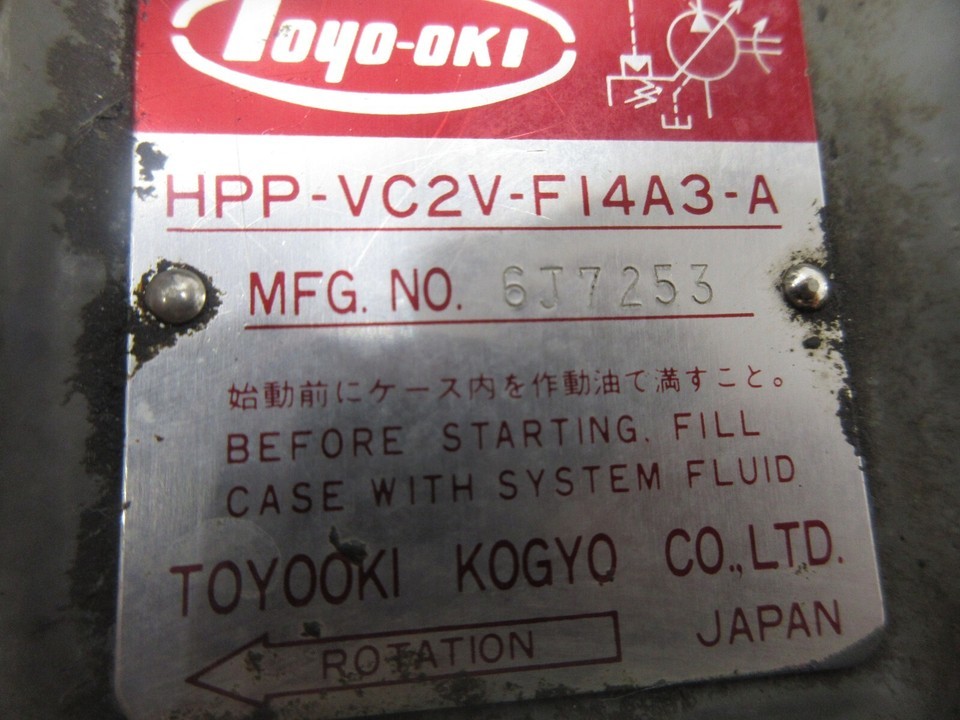 Toyo-OKI
HPP-VC2V-F14A3-A
MFG. NO. 6J7253
始動前にケース内を作動油で満すこと。
BEFORE STARTING. FILL
CASE WITH SYSTEM FLUID
TOYOOKI KOGYO CO.,LTD.
ROTATION JAPAN